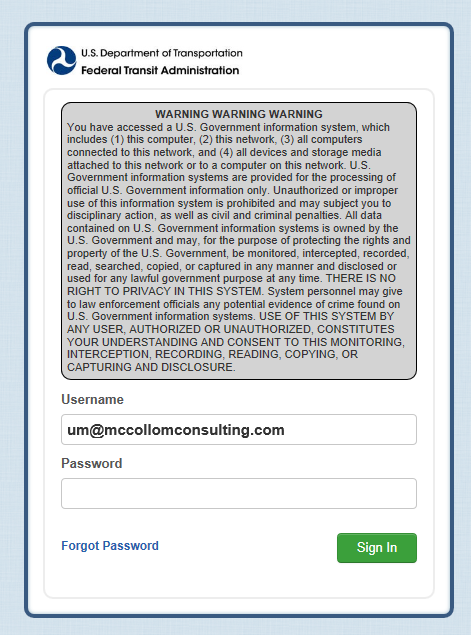 U.S. Department of Transportation
Federal Transit Administration
WARNING WARNING WARNING
You have accessed a U.S. Government information system, which
includes (1) this computer, (2) this network, (3) all computers
connected to this network, and (4) all devices and storage media
attached to this network or to a computer on this network. U.S.
Government information systems are provided for the processing of
official U.S. Government information only. Unauthorized or improper
use of this information system is prohibited and may subject you to
disciplinary action, as well as civil and criminal penalties. All data
contained on U.S. Government information systems is owned by the
U.S. Government and may, for the purpose of protecting the rights and
property of the U.S. Government, be monitored, intercepted, recorded,
read, searched, copied, or captured in any manner and disclosed or
used for any lawful government purpose at any time. THERE IS NO
RIGHT TO PRIVACY IN THIS SYSTEM. System personnel may give
to law enforcement officials any potential evidence of crime found on
U.S. Government information systems. USE OF THIS SYSTEM BY
ANY USER, AUTHORIZED OR UNAUTHORIZED, CONSTITUTES
YOUR UNDERSTANDING AND CONSENT TO THIS MONITORING,
INTERCEPTION, RECORDING, READING, COPYING, OR
CAPTURING AND DISCLOSURE.
Username
um@mccollomconsulting.com
Password
Forgot Password
Sign In